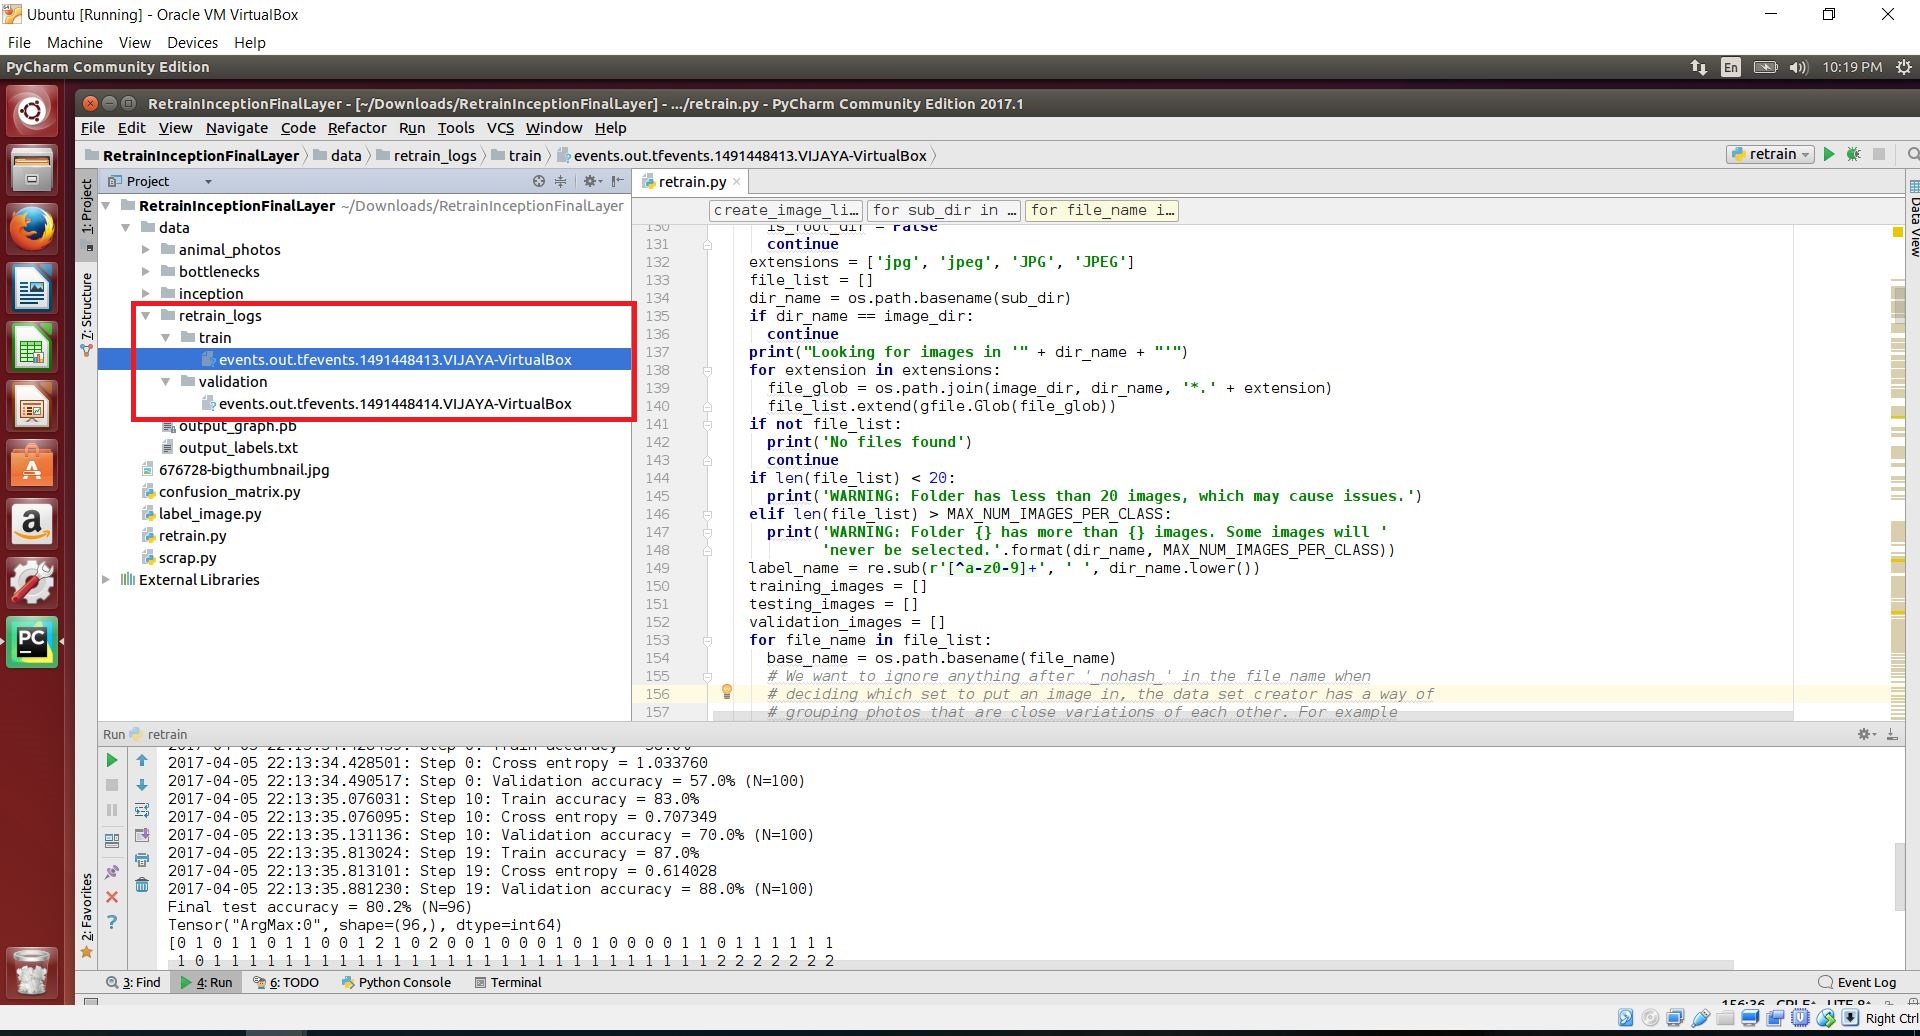 Ubuntu [Running] - Oracle VM VirtualBox
File Machine View Devices Help
PyCharm Community Edition
En 10:19 PM
RetrainInceptionFinalLayer - [~/Downloads/RetrainInceptionFinalLayer] - .../retrain.py - PyCharm Community Edition 2017.1
File Edit View Navigate Code Refactor Run Tools VCS Window Help
RetrainInceptionFinalLayer data retrain_logs train events.out.tfevents.1491448413.VIJAYA-VirtualBox retrain
1: Project
7: Structure
2: Favorites
Project
RetrainInceptionFinalLayer ~/Downloads/RetrainInceptionFinalLayer
data
animal_photos
bottlenecks
inception
retrain_logs
train
events.out.tfevents.1491448413.VIJAYA-VirtualBox
validation
events.out.tfevents.1491448414.VIJAYA-VirtualBox
output_graph.pb
output_labels.txt
676728-bigthumbnail.jpg
confusion_matrix.py
label_image.py
retrain.py
scrap.py
External Libraries
PC
retrain.py
Data View
create_image_li... for sub_dir in ... for file_name i...
130 is_root_dir = False
131 continue
132 extensions = ['jpg', 'jpeg', 'JPG', 'JPEG']
133 file_list = []
134 dir_name = os.path.basename(sub_dir)
135 if dir_name == image_dir:
136 continue
137 print("Looking for images in '" + dir_name + "'")
138 for extension in extensions:
139 file_glob = os.path.join(image_dir, dir_name, '*.' + extension)
140 file_list.extend(gfile.Glob(file_glob))
141 if not file_list:
142 print('No files found')
143 continue
144 if len(file_list) < 20:
145 print('WARNING: Folder has less than 20 images, which may cause issues.')
146 elif len(file_list) > MAX_NUM_IMAGES_PER_CLASS:
147 print('WARNING: Folder {} has more than {} images. Some images will '
148 'never be selected.'.format(dir_name, MAX_NUM_IMAGES_PER_CLASS))
149 label_name = re.sub(r'[^a-z0-9]+', ' ', dir_name.lower())
150 training_images = []
151 testing_images = []
152 validation_images = []
153 for file_name in file_list:
154 base_name = os.path.basename(file_name)
155 # We want to ignore anything after '_nohash_' in the file name when
156 # deciding which set to put an image in, the data set creator has a way of
157 # grouping photos that are close variations of each other. For example
Run retrain
2017-04-05 22:13:34.428501: Step 0: Cross entropy = 1.033760
2017-04-05 22:13:34.490517: Step 0: Validation accuracy = 57.0% (N=100)
2017-04-05 22:13:35.076031: Step 10: Train accuracy = 83.0%
2017-04-05 22:13:35.076095: Step 10: Cross entropy = 0.707349
2017-04-05 22:13:35.131136: Step 10: Validation accuracy = 70.0% (N=100)
2017-04-05 22:13:35.813024: Step 19: Train accuracy = 87.0%
2017-04-05 22:13:35.813101: Step 19: Cross entropy = 0.614028
2017-04-05 22:13:35.881230: Step 19: Validation accuracy = 88.0% (N=100)
Final test accuracy = 80.2% (N=96)
Tensor("ArgMax:0", shape=(96,), dtype=int64)
[0 1 0 1 1 0 1 1 0 0 1 2 1 0 2 0 0 1 0 0 0 1 0 1 0 0 0 0 1 1 0 1 1 1 1 1 1
1 0 1 1 1 1 1 1 1 1 1 1 1 1 1 1 1 1 1 1 1 1 1 1 1 1 1 1 1 2 2 2 2 2 2 2
3: Find 4: Run 6: TODO Python Console Terminal Event Log
156:36 CRLF UTF-8
Right Ctrl